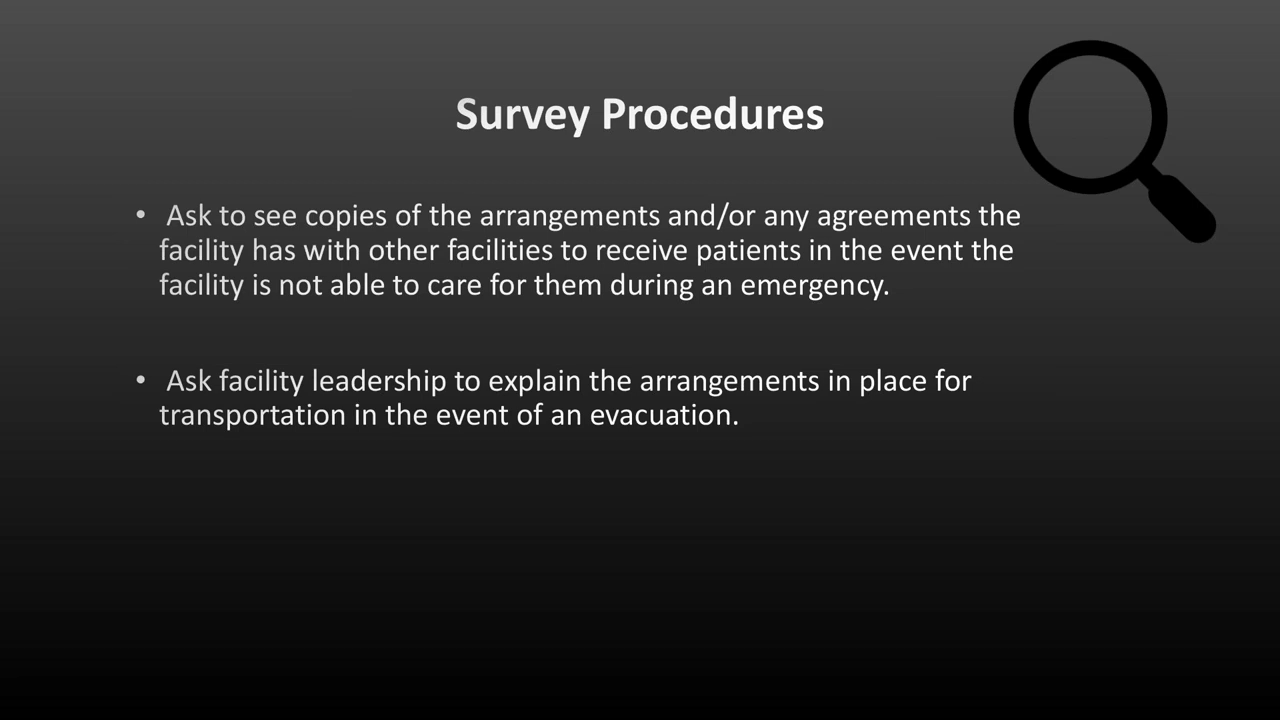 Survey Procedures
• Ask to see copies of the arrangements and/or any agreements the
facility has with other facilities to receive patients in the event the
facility is not able to care for them during an emergency.
• Ask facility leadership to explain the arrangements in place for
transportation in the event of an evacuation.